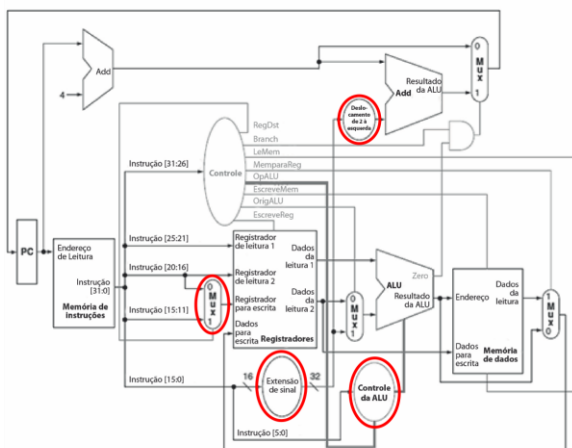 Add
4
Resultado
da ALU
Add
0
Mux
1
Deslo-
camento
de 2 à
esquerda
RegDst
Branch
LeMem
MemparaReg
OpALU
EscreveMem
OrigALU
EscreveReg
Controle
Instrução [31:26]
PC
Endereço
de Leitura
Instrução
[31:0]
Memória de
instruções
Instrução [25:21]
Instrução [20:16]
Instrução [15:11]
Instrução [15:0]
Instrução [5:0]
0
Mux
1
Registrador
de leitura 1
Registrador
de leitura 2
Registrador
para escrita
Dados para
escrita
Dados da
leitura 1
Dados da
leitura 2
Registradores
0
Mux
1
Zero
ALU
Resultado
da ALU
Endereço
Dados
da
leitura
Dados
para
escrita
Memória
de dados
1
Mux
0
16
Extensão
de sinal
32
Controle
da ALU